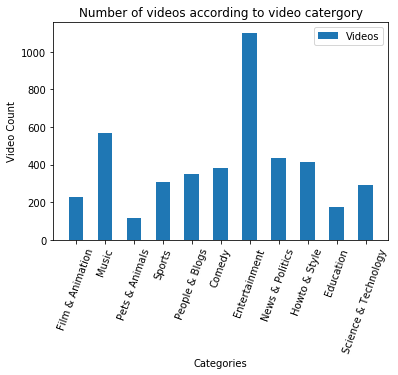 Number of videos according to video catergory
Videos
Video Count
1000
800
600
400
200
0
Film & Animation
Music
Pets & Animals
Sports
People & Blogs
Comedy
Entertainment
News & Politics
Howto & Style
Education
Science & Technology
Categories